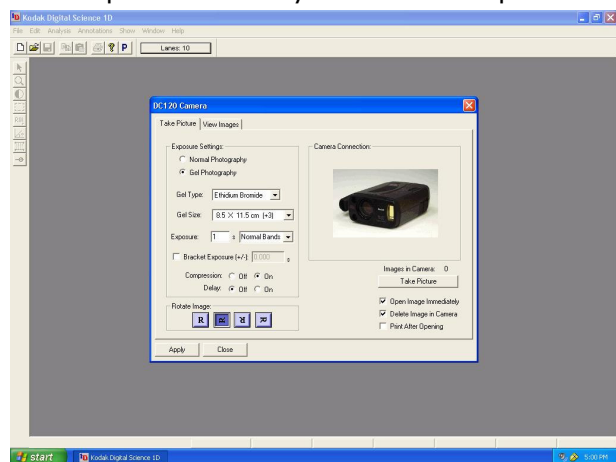 Kodak Digital Science 1D
File Edit Analysis Annotations Show Window Help
P Lanes: 10
DC120 Camera
Take Picture View Images
Exposure Settings:
Normal Photography
Gel Photography
Gel Type: Ethidium Bromide
Gel Size: 8.5 X 11.5 cm (+3)
Exposure: 1 s Normal Bands
Bracket Exposure (+/-) 0.000 s
Compression: Off On
Delay: Off On
Rotate Image:
R R R R
Camera Connection:
Images in Camera: 0
Take Picture
Open Image Immediately
Delete Image in Camera
Print After Opening
Apply Close
start Kodak Digital Science 1D 5:00 PM